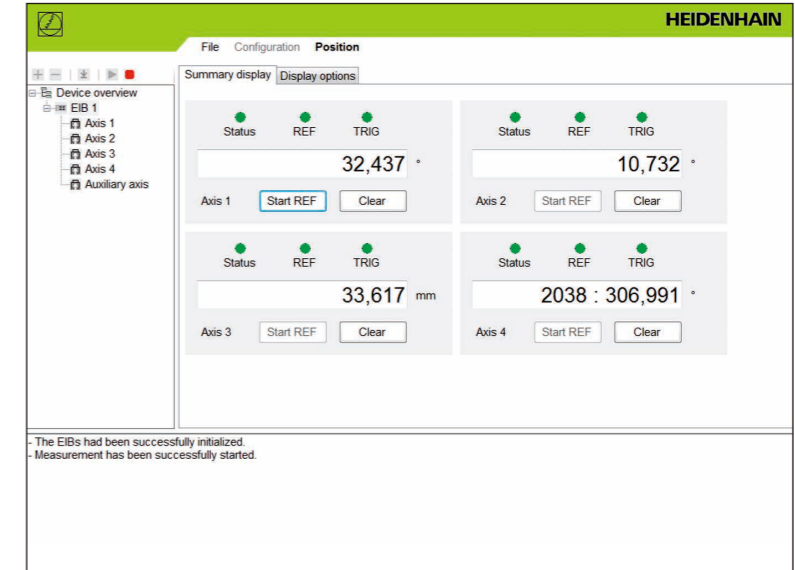 HEIDENHAIN
File Configuration Position
Summary display Display options
Device overview
EIB 1
Axis 1
Axis 2
Axis 3
Axis 4
Auxiliary axis
Status REF TRIG
32,437 °
Axis 1 Start REF Clear
Status REF TRIG
10,732 °
Axis 2 Start REF Clear
Status REF TRIG
33,617 mm
Axis 3 Start REF Clear
Status REF TRIG
2038 : 306,991 °
Axis 4 Start REF Clear
- The EIBs had been successfully initialized.
- Measurement has been successfully started.